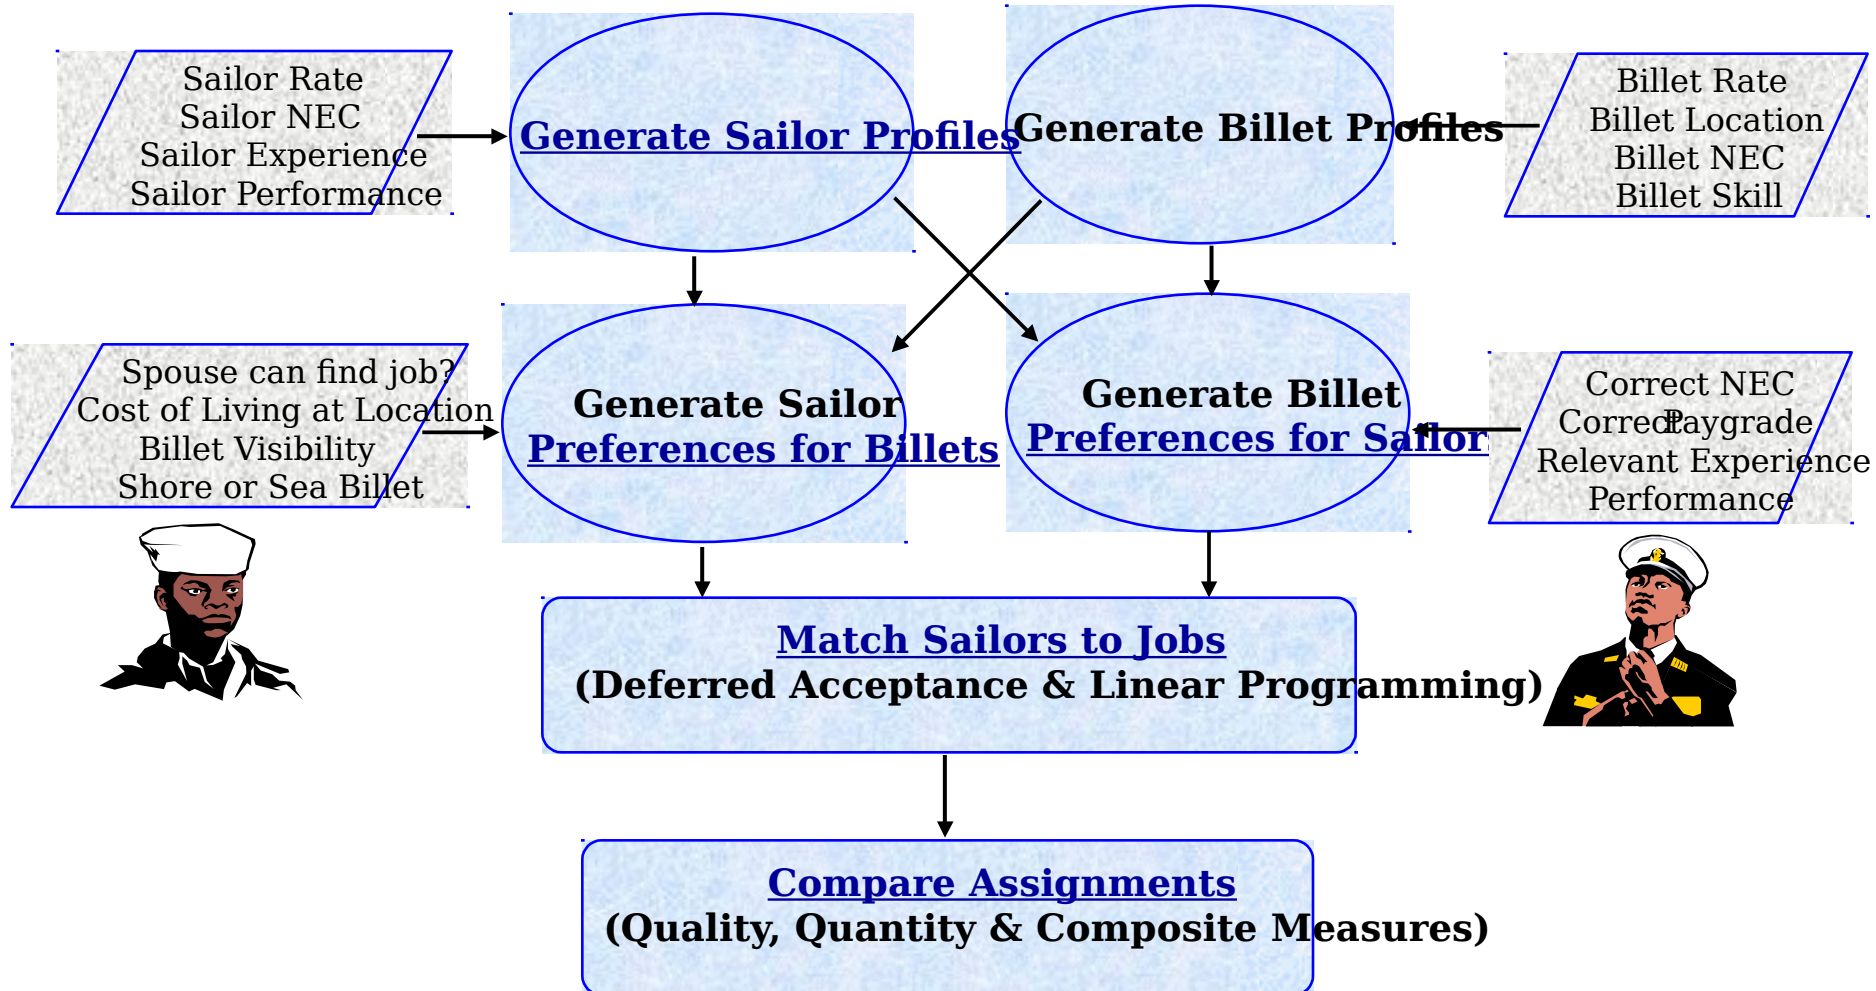 Sailor Rate
Sailor NEC
Sailor Experience
Sailor Performance
Generate Sailor Profiles
Generate Billet Profiles
Billet Rate
Billet Location
Billet NEC
Billet Skill
Spouse can find job?
Cost of Living at Location
Billet Visibility
Shore or Sea Billet
Generate Sailor
Preferences for Billets
Generate Billet
Preferences for Sailors
Correct NEC
Correct Paygrade
Relevant Experience
Performance
Match Sailors to Jobs
(Deferred Acceptance & Linear Programming)
Compare Assignments
(Quality, Quantity & Composite Measures)